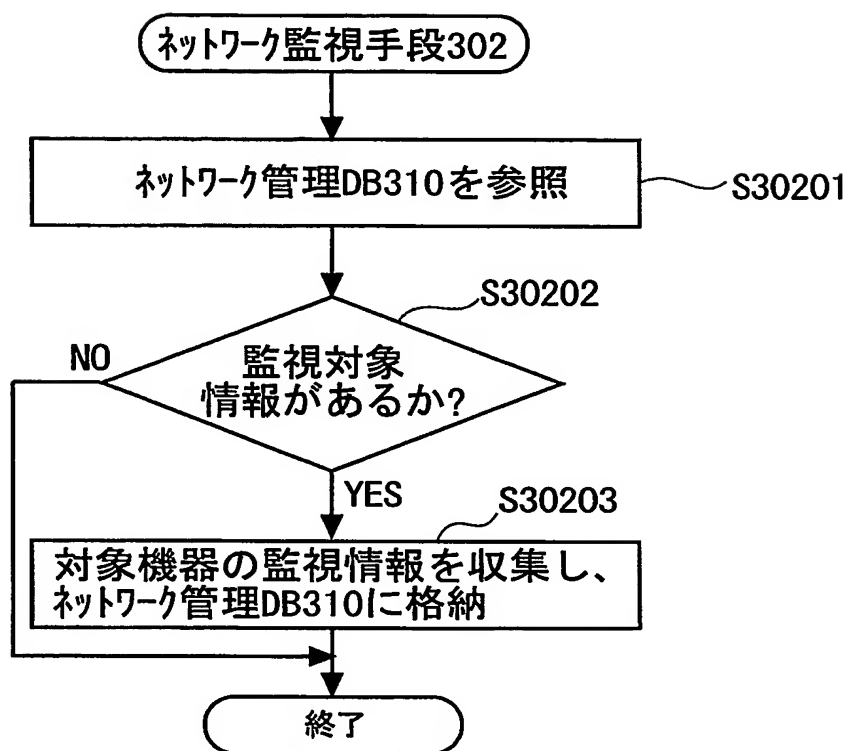 ネットワーク監視手段302
ネットワーク管理DB310を参照
S30201
S30202
NO
監視対象
情報があるか?
YES
S30203
対象機器の監視情報を収集し、
ネットワーク管理DB310に格納
終了